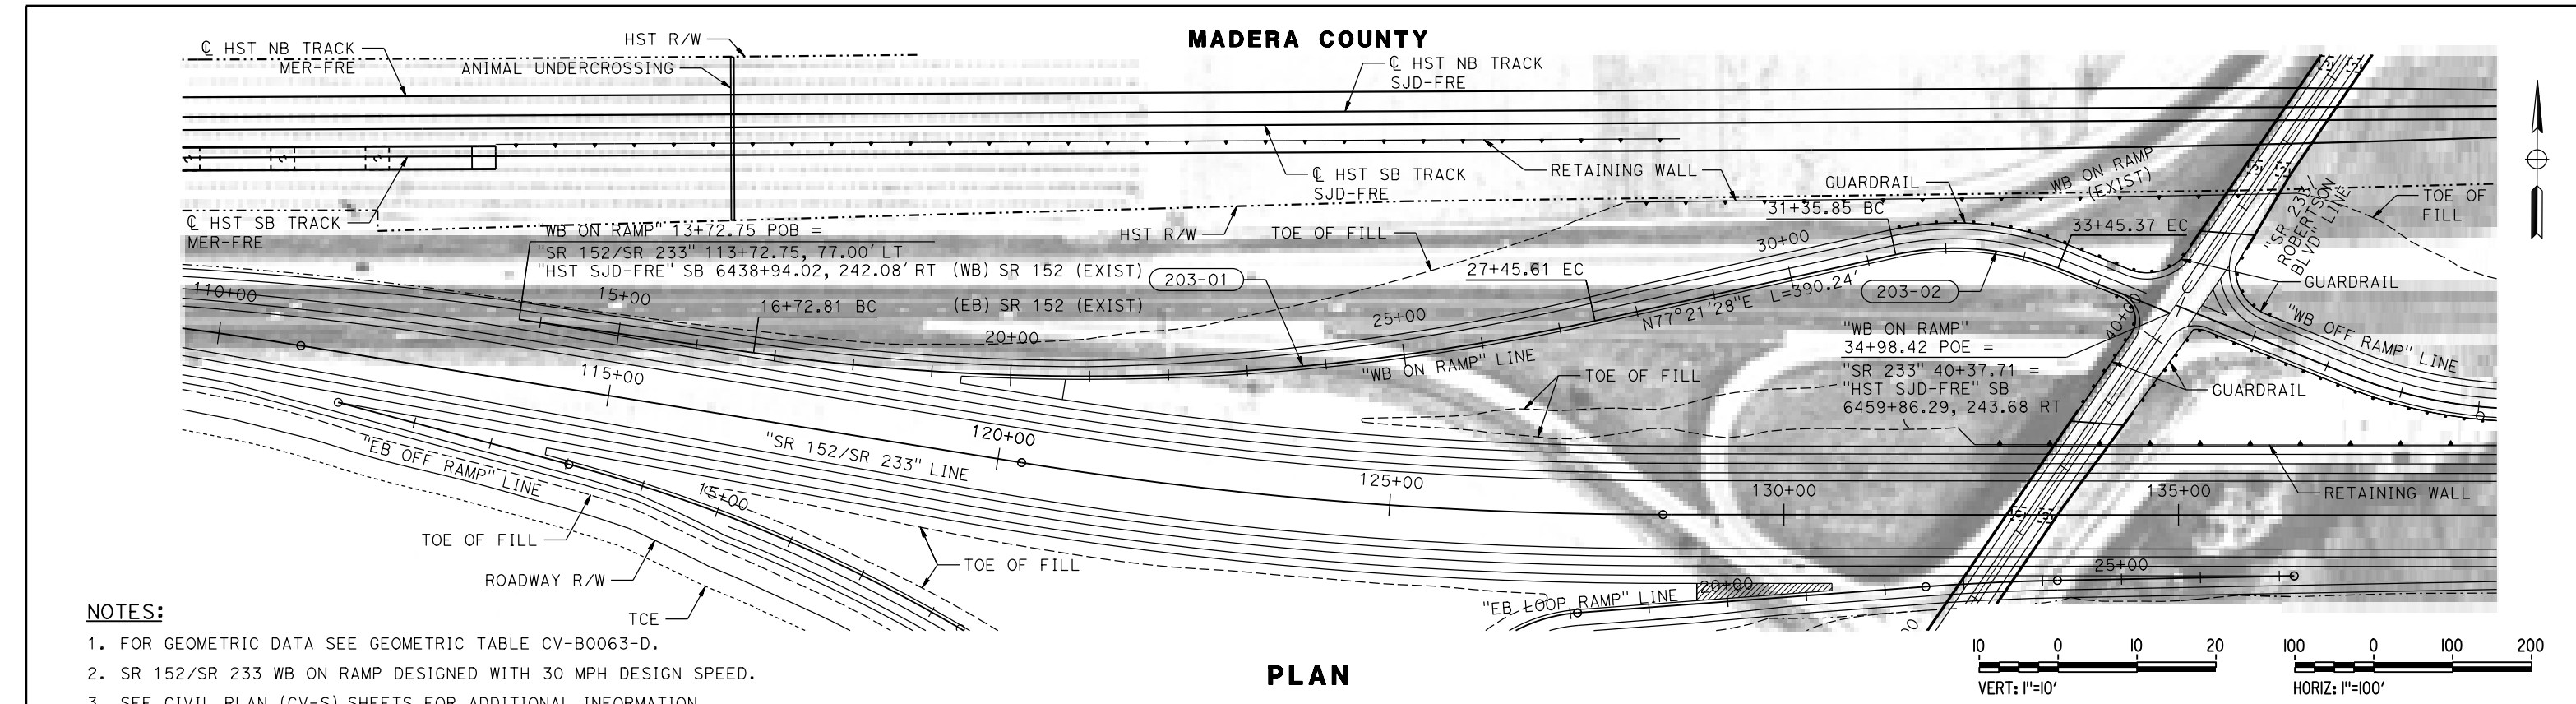 MADERA COUNTY
℄ HST NB TRACK
MER-FRE
HST R/W
ANIMAL UNDERCROSSING
℄ HST NB TRACK
SJD-FRE
℄ HST SB TRACK
SJD-FRE
RETAINING WALL
GUARDRAIL
WB ON RAMP
(EXIST)
"SR 233/
ROBERTSON
BLVD" LINE
TOE OF
FILL
℄ HST SB TRACK
MER-FRE
"WB ON RAMP" 13+72.75 POB =
"SR 152/SR 233" 113+72.75, 77.00' LT
"HST SJD-FRE" SB 6438+94.02, 242.08' RT
(WB) SR 152 (EXIST)
(EB) SR 152 (EXIST)
HST R/W
TOE OF FILL
31+35.85 BC
30+00
33+45.37 EC
203-01
27+45.61 EC
203-02
GUARDRAIL
110+00
15+00
16+72.81 BC
20+00
25+00
N77°21'28"E L=390.24'
"WB ON RAMP" LINE
"WB ON RAMP"
34+98.42 POE =
"SR 233" 40+37.71 =
"HST SJD-FRE" SB
6459+86.29, 243.68 RT
40+00
"WB OFF RAMP" LINE
115+00
TOE OF FILL
GUARDRAIL
"EB OFF RAMP" LINE
"SR 152/SR 233" LINE
120+00
125+00
130+00
135+00
RETAINING WALL
15+00
TOE OF FILL
TOE OF FILL
ROADWAY R/W
TCE
"EB LOOP RAMP" LINE
20+00
25+00
NOTES:
1. FOR GEOMETRIC DATA SEE GEOMETRIC TABLE CV-B0063-D.
2. SR 152/SR 233 WB ON RAMP DESIGNED WITH 30 MPH DESIGN SPEED.
3. SEE CIVIL PLAN (CV-S) SHEETS FOR ADDITIONAL INFORMATION
PLAN
10 0 10 20
VERT: 1"=10'
100 0 100 200
HORIZ: 1"=100'